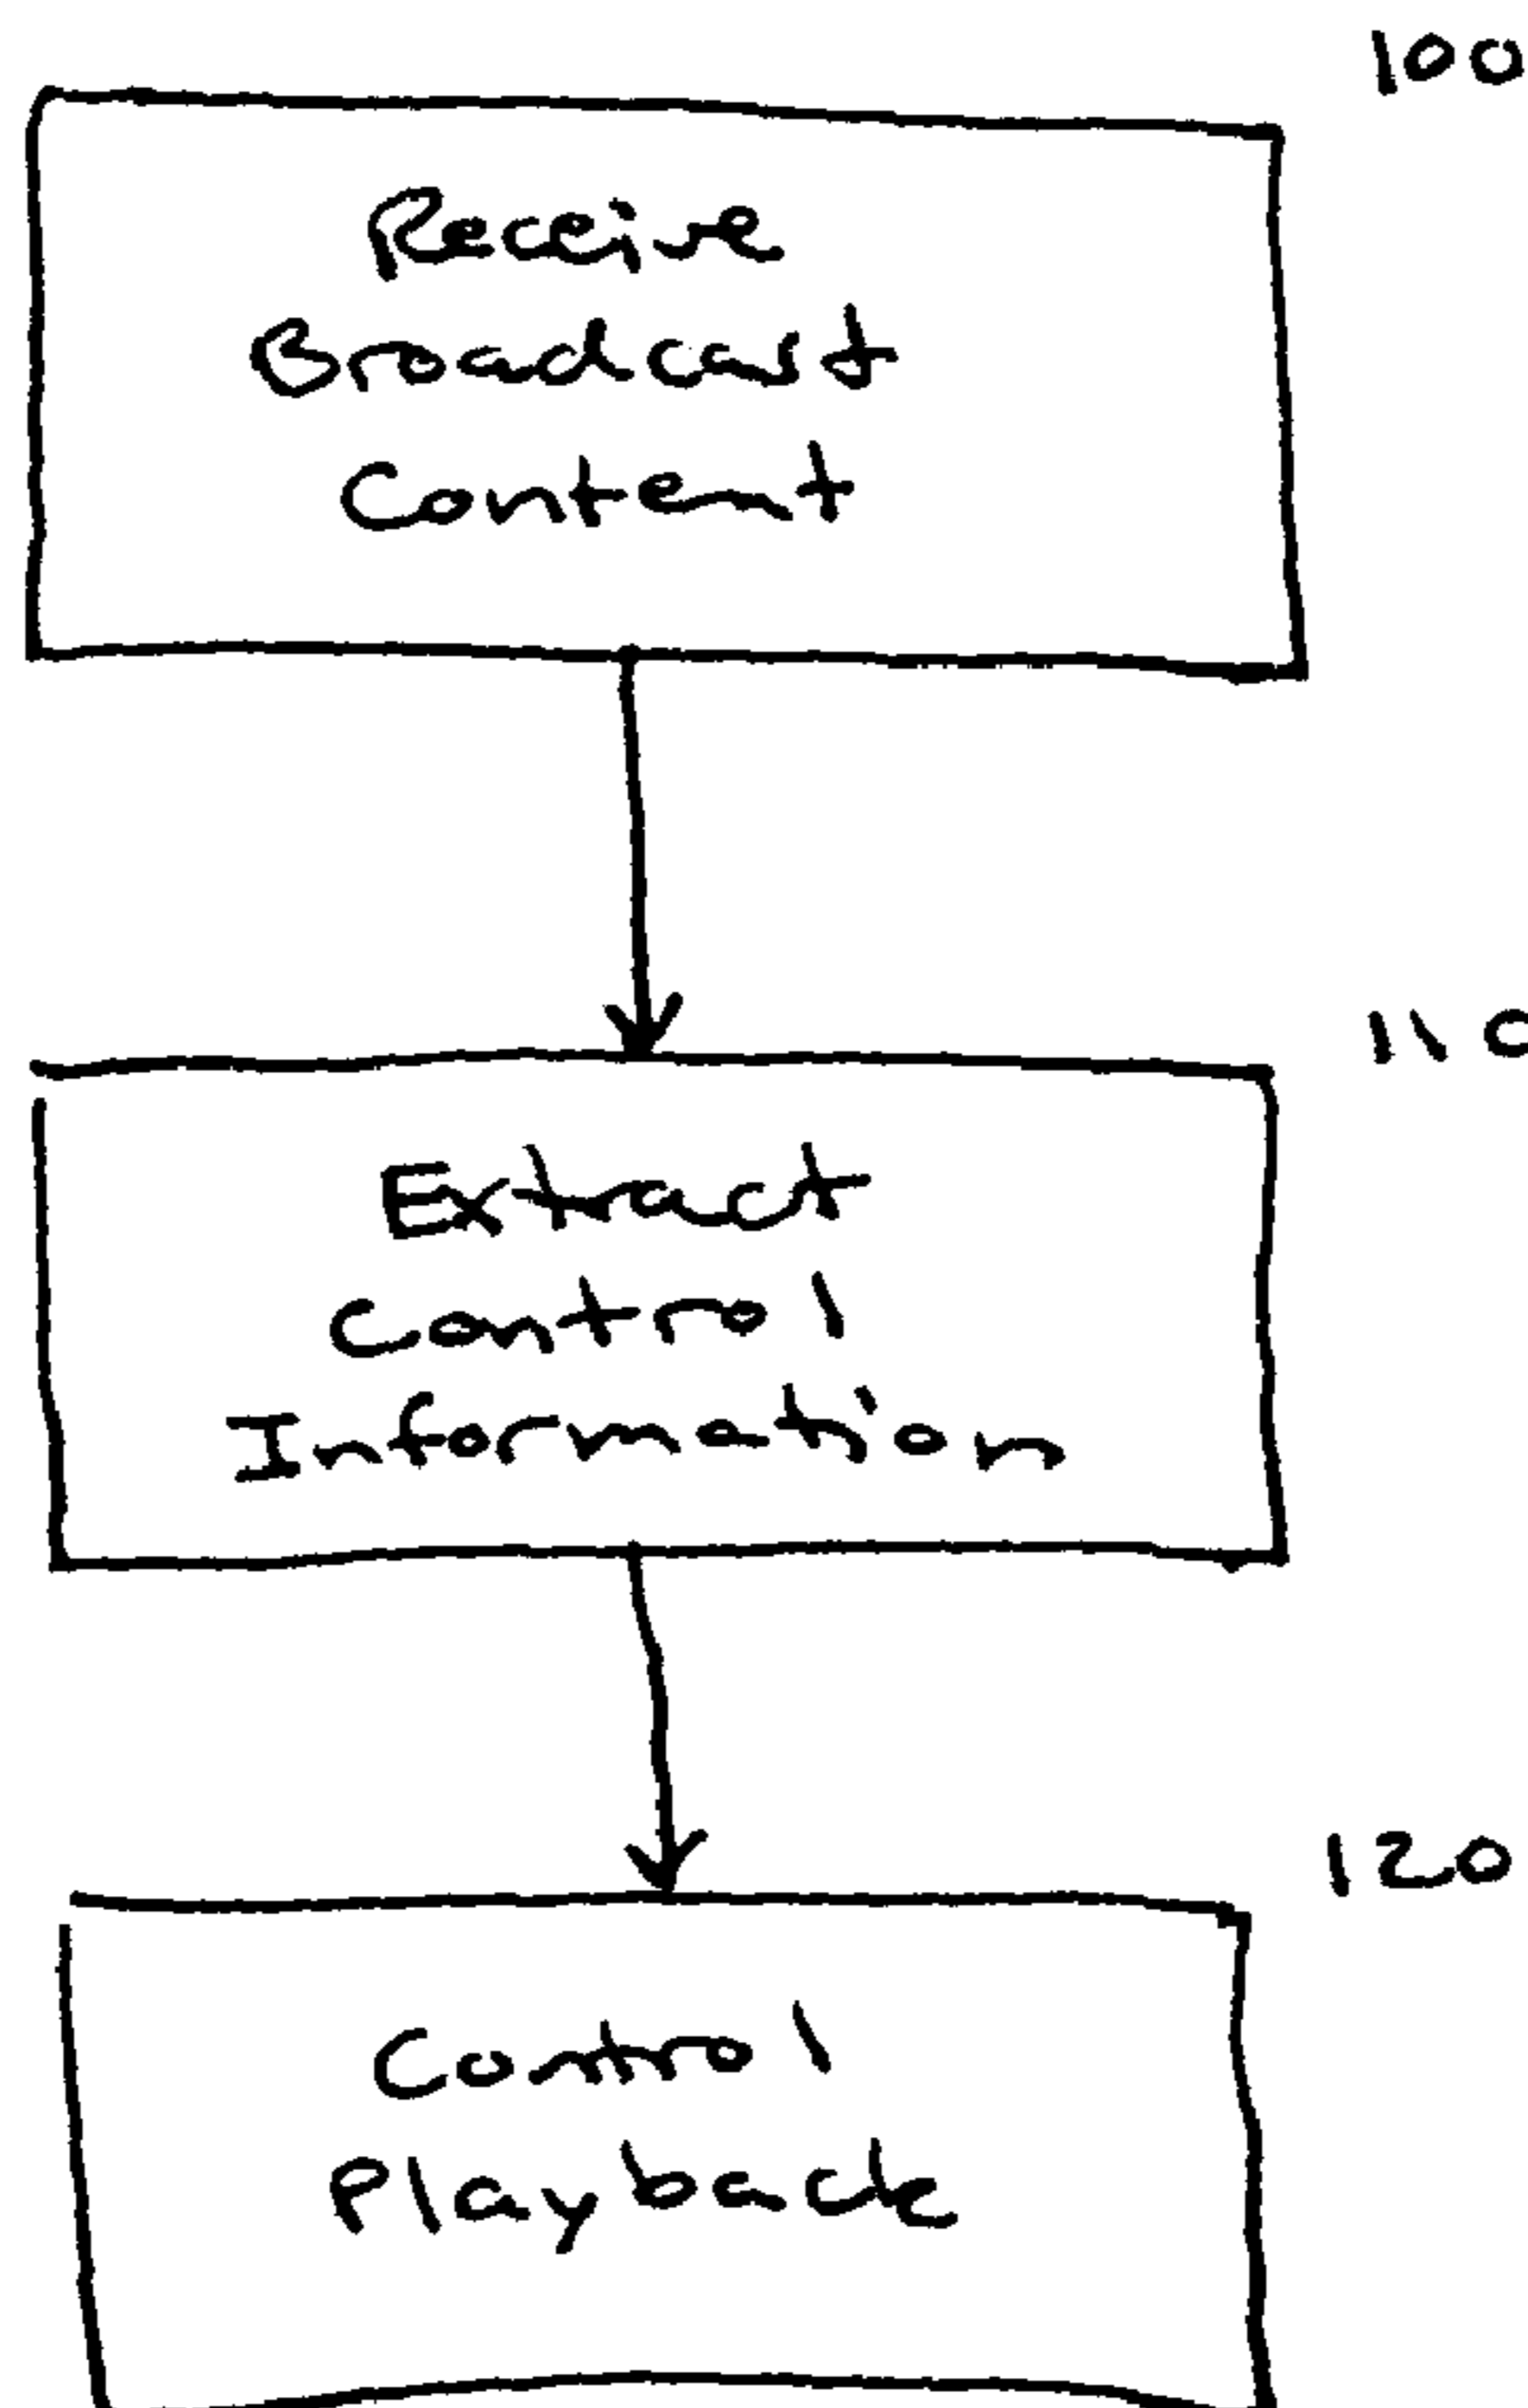 100
Receive
Broadcast
Content
110
Extract
Control
Information
120
Control
Playback